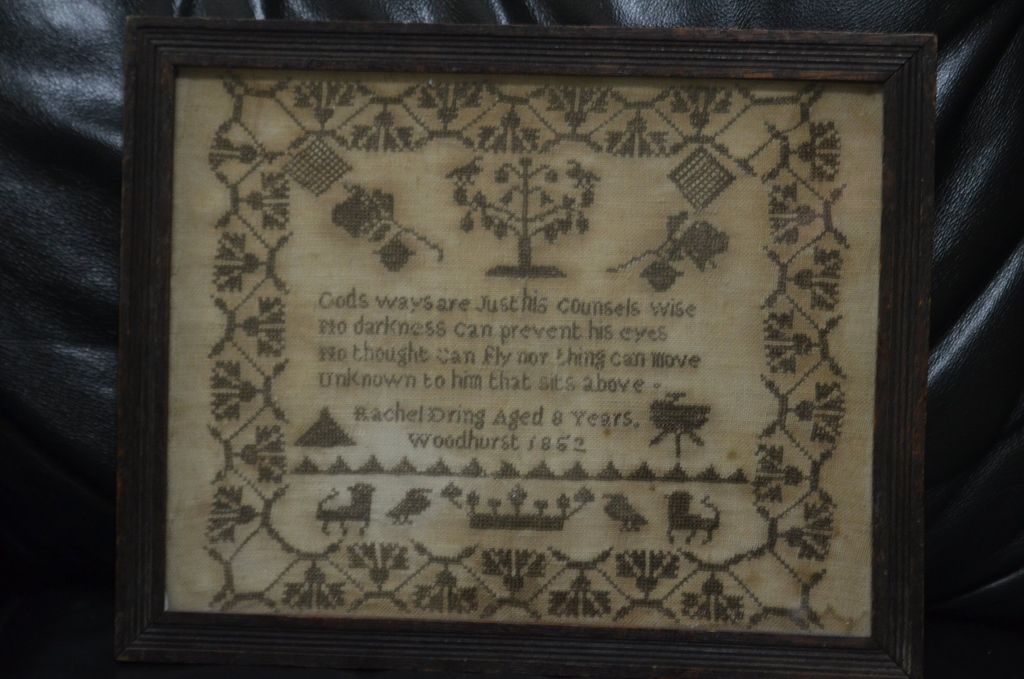 Gods ways are Just his Counsels wise
No darkness Can prevent his eyes
No thought Can fly nor thing can move
Unknown to him that sits above
Rachel Dring Aged 8 Years.
Woodhurst 1852